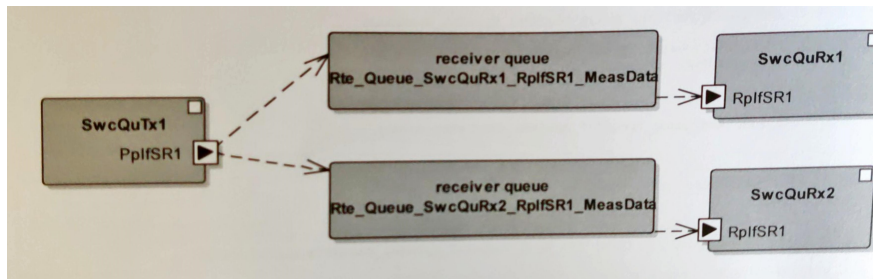 receiver queue
Rte_Queue_SwcQuRx1_RpIfSR1_MeasData
SwcQuRx1
RpIfSR1
SwcQuTx1
PpIfSR1
receiver queue
Rte_Queue_SwcQuRx2_RpIfSR1_MeasData
SwcQuRx2
RpIfSR1